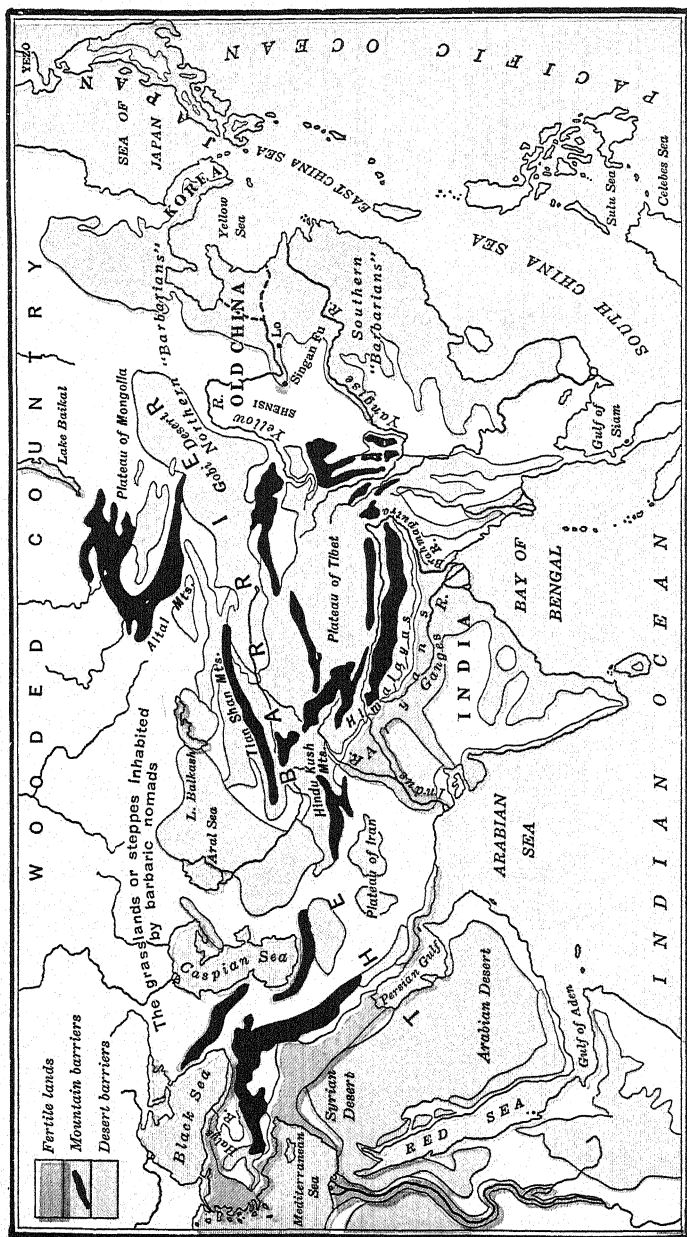 Fertile lands
Mountain barriers
Desert barriers
WOODED COUNTRY
The grasslands or steppes Inhabited
by barbaric nomads
THE BARRIER
Lake Baikal
Plateau of Mongolia
Altai Mts.
Gobi Desert
Northern "Barbarians"
L. Balkash
Aral Sea
Tian Shan Mts.
Caspian Sea
Black Sea
Halys R.
Mediterranean
Sea
Syrian
Desert
Arabian Desert
RED SEA
Gulf of Aden
Persian Gulf
Plateau of Iran
Hindu Kush
Mts.
Plateau of Tibet
Himalayas
Aryans
Indus
Ganges R.
Brahmaputra
R.
INDIA
ARABIAN
SEA
BAY OF
BENGAL
INDIAN OCEAN
OLD CHINA
Yellow R.
SHENSI
Singan Fu
Lo
Yangtse R.
Southern
"Barbarians"
KOREA
Yellow
Sea
SEA OF
JAPAN
JAPAN
YEZO
EAST CHINA SEA
SOUTH CHINA SEA
PACIFIC OCEAN
Gulf of
Siam
Sulu Sea
Celebes Sea